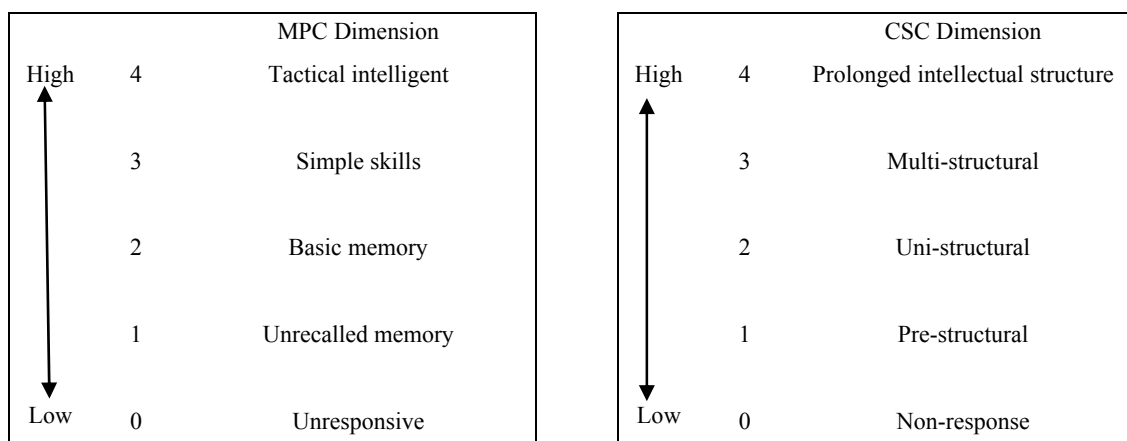 MPC Dimension
High 4 Tactical intelligent
3 Simple skills
2 Basic memory
1 Unrecalled memory
Low 0 Unresponsive
CSC Dimension
High 4 Prolonged intellectual structure
3 Multi-structural
2 Uni-structural
1 Pre-structural
Low 0 Non-response